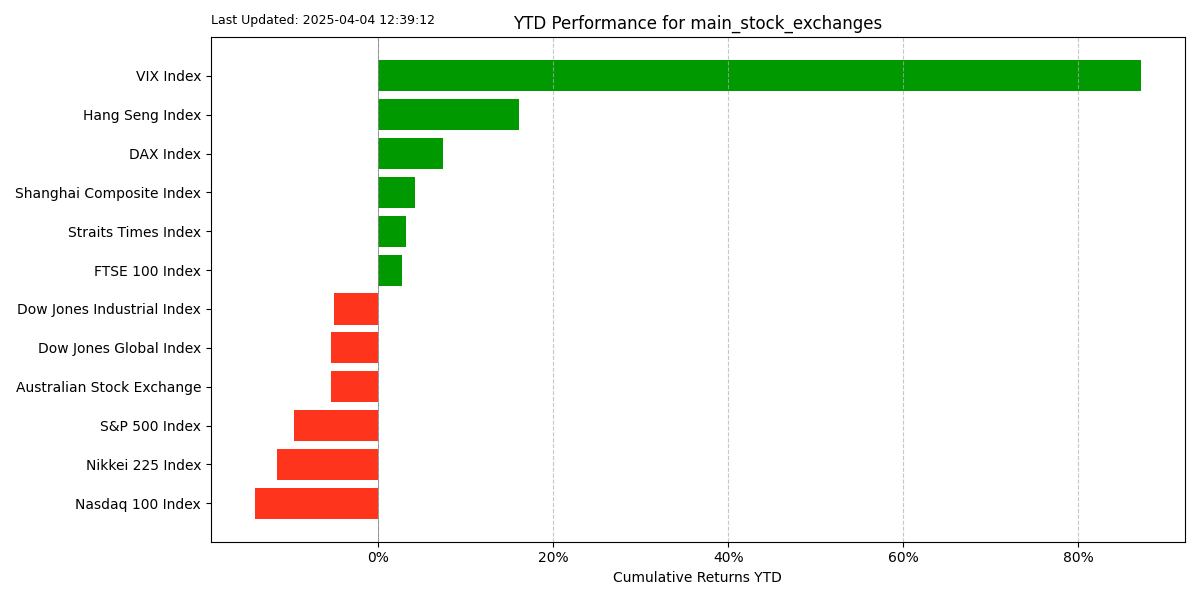 Last Updated: 2025-04-04 12:39:12
YTD Performance for main_stock_exchanges
VIX Index
Hang Seng Index
DAX Index
Shanghai Composite Index
Straits Times Index
FTSE 100 Index
Dow Jones Industrial Index
Dow Jones Global Index
Australian Stock Exchange
S&P 500 Index
Nikkei 225 Index
Nasdaq 100 Index
0% 20% 40% 60% 80%
Cumulative Returns YTD